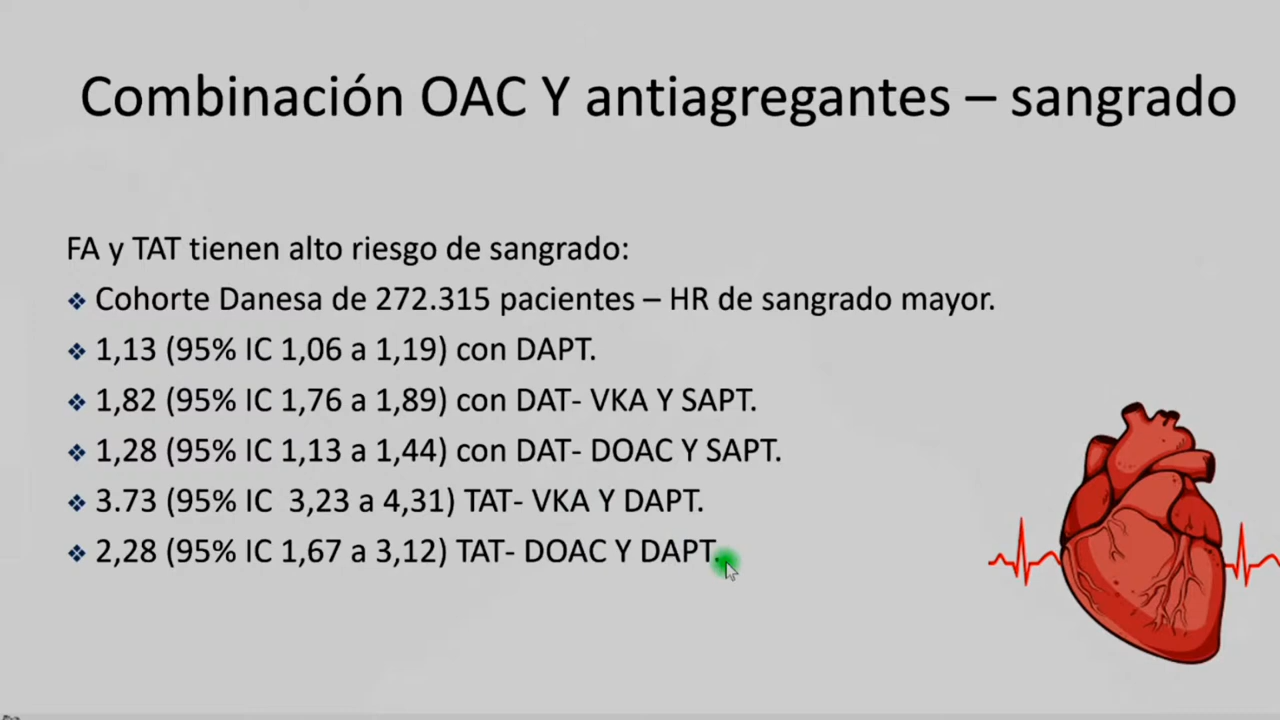 Combinación OAC Y antiagregantes – sangrado
FA y TAT tienen alto riesgo de sangrado:
❖ Cohorte Danesa de 272.315 pacientes – HR de sangrado mayor.
❖ 1,13 (95% IC 1,06 a 1,19) con DAPT.
❖ 1,82 (95% IC 1,76 a 1,89) con DAT- VKA Y SAPT.
❖ 1,28 (95% IC 1,13 a 1,44) con DAT- DOAC Y SAPT.
❖ 3.73 (95% IC 3,23 a 4,31) TAT- VKA Y DAPT.
❖ 2,28 (95% IC 1,67 a 3,12) TAT- DOAC Y DAPT.